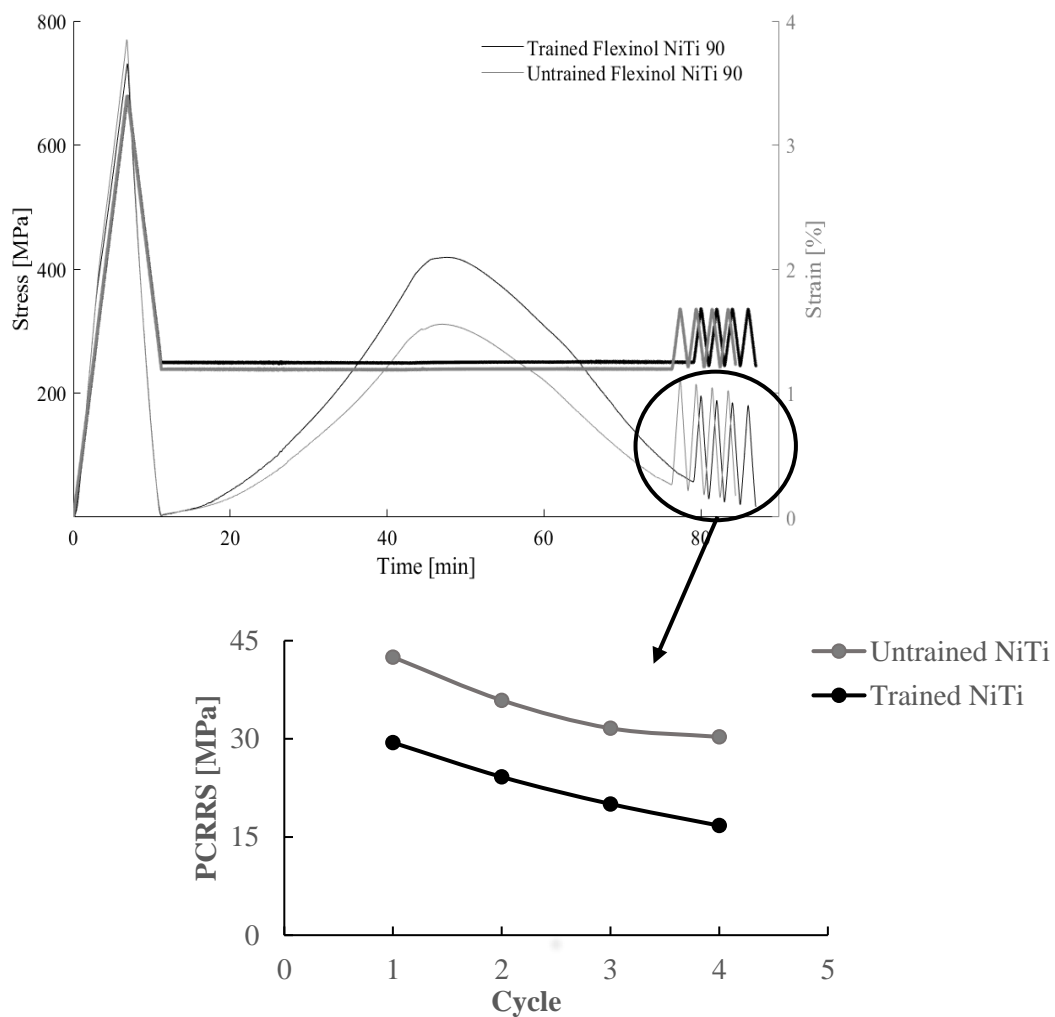 800
600
400
200
0
Stress [MPa]
Trained Flexinol NiTi 90
Untrained Flexinol NiTi 90
4
3
2
1
0
Strain [%]
0 20 40 60 80
Time [min]
45
30
15
0
PCRRS [MPa]
Untrained NiTi
Trained NiTi
0 1 2 3 4 5
Cycle